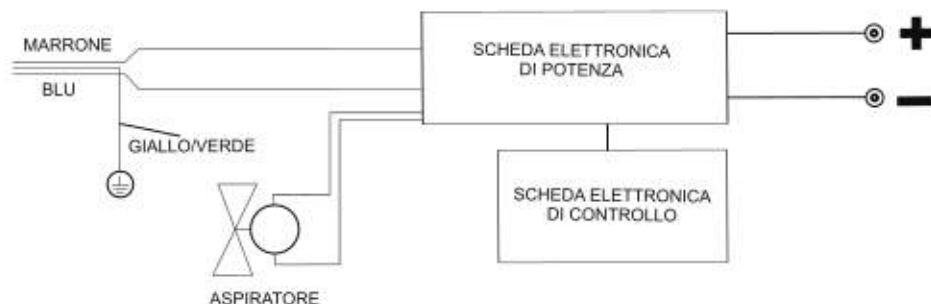 MARRONE
BLU
GIALLO/VERDE
ASPIRATORE
SCHEDA ELETTRONICA
DI POTENZA
SCHEDA ELETTRONICA
DI CONTROLLO
+
−